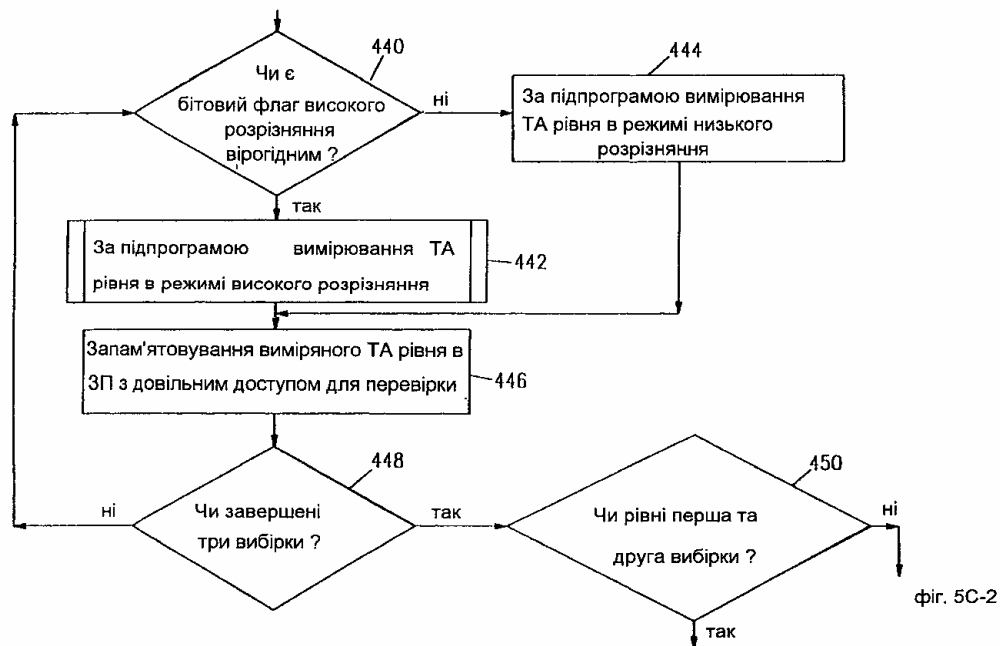 440
Чи є
бітовий флаг високого
розрізняння
вірогідним ?
ні
444
За підпрограмою вимірювання
ТА рівня в режимі низького
розрізняння
так
За підпрограмою вимірювання ТА
рівня в режимі високого розрізняння
442
Запам'ятовування виміряного ТА рівня в
ЗП з довільним доступом для перевірки
446
448
ні
Чи завершені
три вибірки ?
так
450
Чи рівні перша та
друга вибірки ?
ні
фіг. 5С-2
так